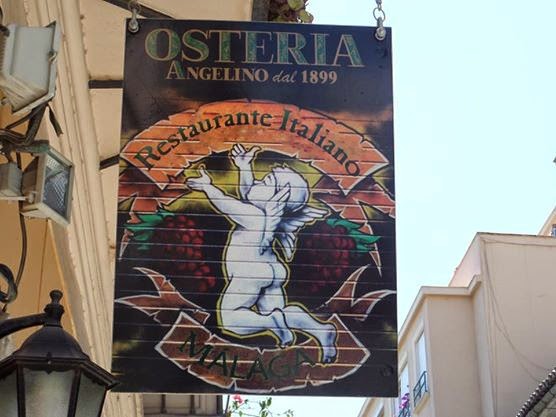 OSTERIA
ANGELINO dal 1899
Restaurante Italiano
MALAGA